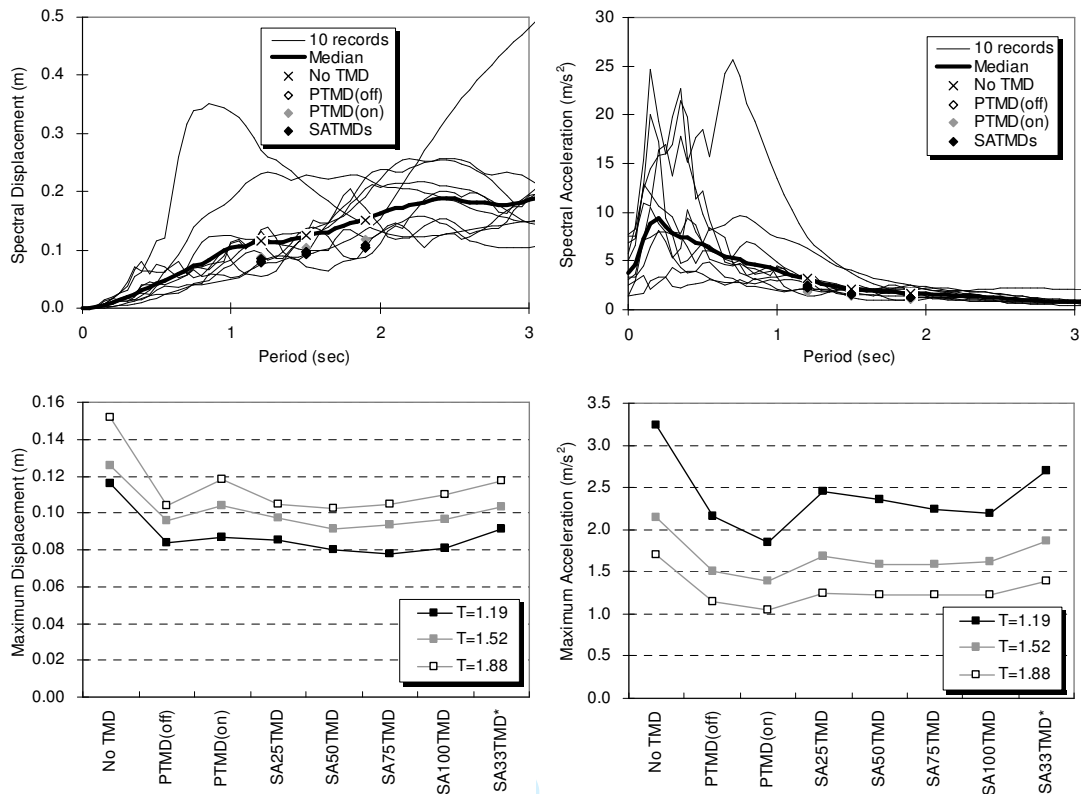 0.5
0.4
0.3
0.2
0.1
0.0
Spectral Displacement (m)
10 records
Median
No TMD
PTMD(off)
PTMD(on)
SATMDs
0 1 2 3
Period (sec)
30
25
20
15
10
5
0
Spectral Acceleration (m/s²)
10 records
Median
No TMD
PTMD(off)
PTMD(on)
SATMDs
0 1 2 3
Period (sec)
0.16
0.14
0.12
0.10
0.08
0.06
0.04
0.02
0.00
Maximum Displacement (m)
T=1.19
T=1.52
T=1.88
No TMD
PTMD(off)
PTMD(on)
SA25TMD
SA50TMD
SA75TMD
SA100TMD
SA33TMD*
3.5
3.0
2.5
2.0
1.5
1.0
0.5
0.0
Maximum Acceleration (m/s²)
T=1.19
T=1.52
T=1.88
No TMD
PTMD(off)
PTMD(on)
SA25TMD
SA350TMD
SA75TMD
SA100TMD
SA33TMD*